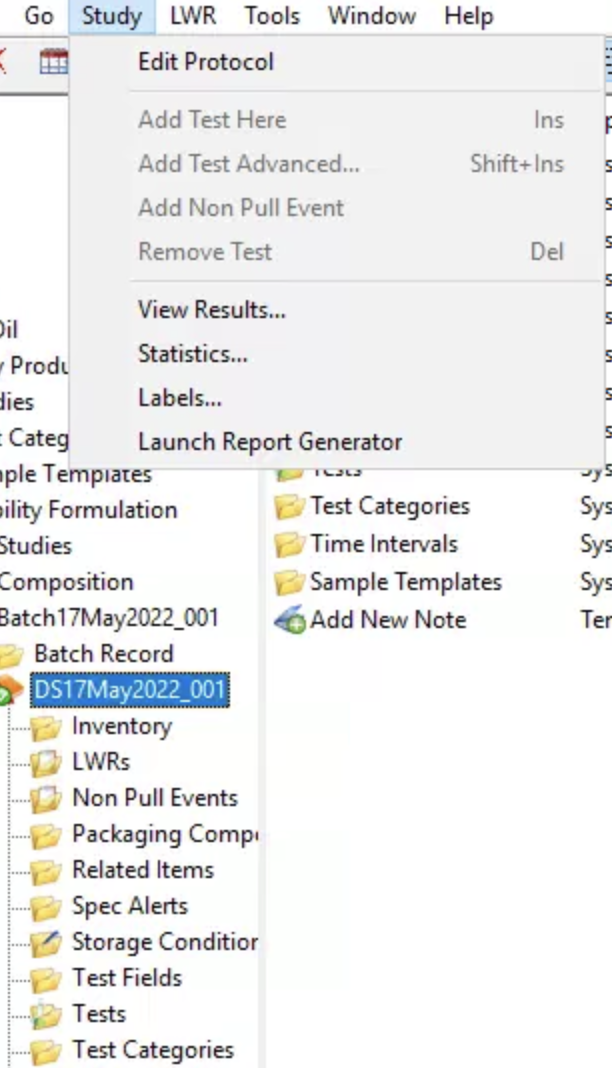 Go Study LWR Tools Window Help
Edit Protocol
Add Test Here Ins
Add Test Advanced... Shift+Ins
Add Non Pull Event
Remove Test Del
View Results...
Statistics...
Labels...
Launch Report Generator
Oil
y Produ
dies
t Categ
ple Templates
bility Formulation
Studies
Composition
Batch17May2022_001
Batch Record
DS17May2022_001
Inventory
LWRs
Non Pull Events
Packaging Compo
Related Items
Spec Alerts
Storage Condition
Test Fields
Tests
Test Categories
Tests Sys
Test Categories Sys
Time Intervals Sys
Sample Templates Sys
Add New Note Ter